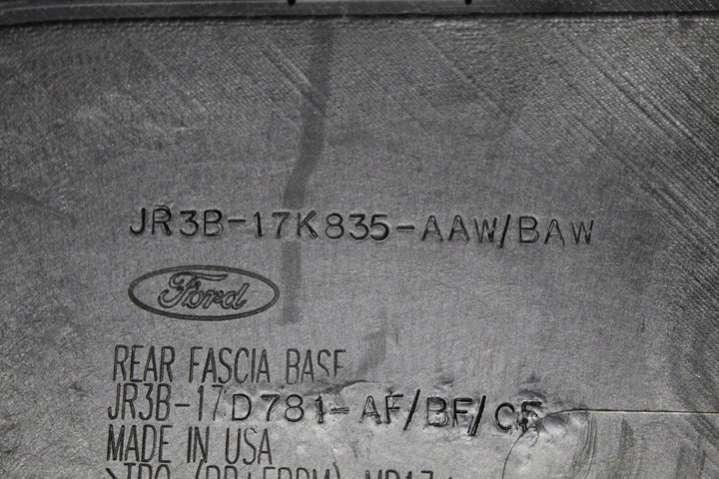 JR3B-17K835-AAW/BAW
Ford
REAR FASCIA BASE
JR3B-17D781-AF/BF/CF
MADE IN USA